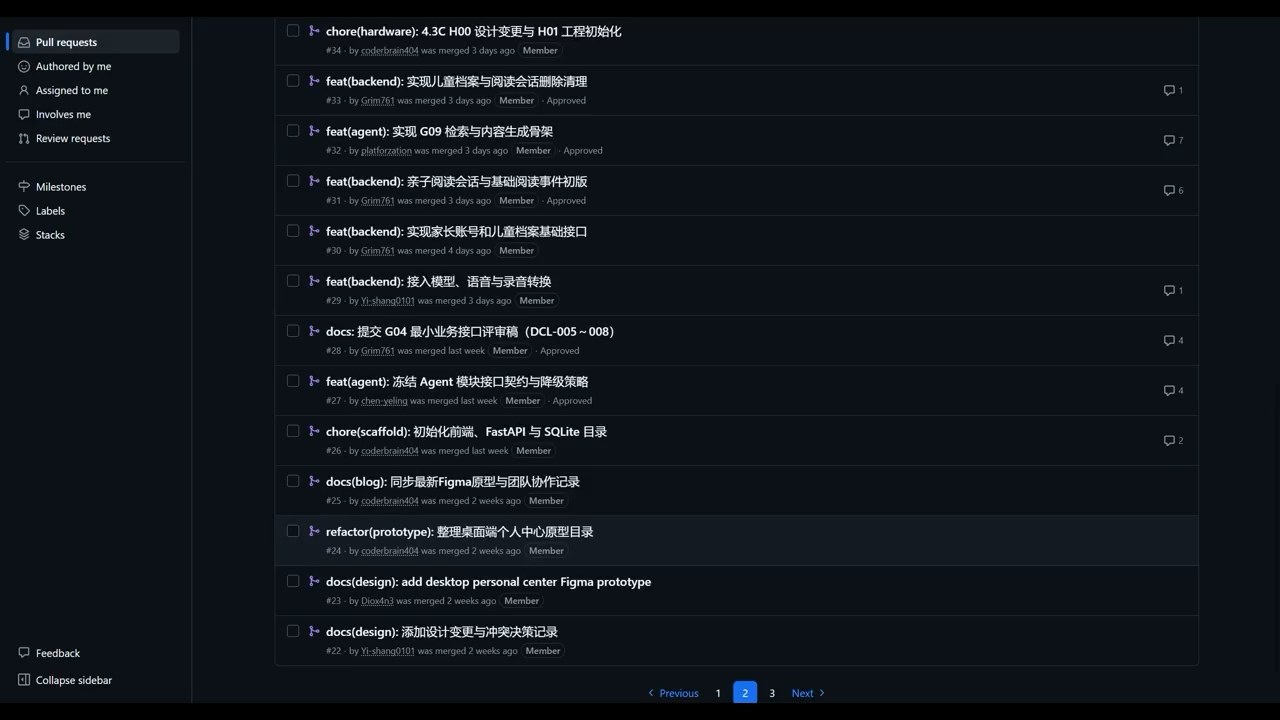 Pull requests
Authored by me
Assigned to me
Involves me
Review requests
Milestones
Labels
Stacks
chore(hardware): 4.3C H00 设计变更与 H01 工程初始化
#34 · by coderbrain404 was merged 3 days ago Member
feat(backend): 实现儿童档案与阅读会话删除清理
#33 · by Grim761 was merged 3 days ago Member · Approved
1
feat(agent): 实现 G09 检索与内容生成骨架
#32 · by platforzation was merged 3 days ago Member · Approved
7
feat(backend): 亲子阅读会话与基础阅读事件初版
#31 · by Grim761 was merged 3 days ago Member · Approved
6
feat(backend): 实现家长账号和儿童档案基础接口
#30 · by Grim761 was merged 4 days ago Member
feat(backend): 接入模型、语音与录音转换
#29 · by Yi-shang0101 was merged 3 days ago Member
1
docs: 提交 G04 最小业务接口评审稿（DCL-005 ~ 008）
#28 · by Grim761 was merged last week Member · Approved
4
feat(agent): 冻结 Agent 模块接口契约与降级策略
#27 · by chen-yeling was merged last week Member · Approved
4
chore(scaffold): 初始化前端、FastAPI 与 SQLite 目录
#26 · by coderbrain404 was merged last week Member
2
docs(blog): 同步最新Figma原型与团队协作记录
#25 · by coderbrain404 was merged 2 weeks ago Member
refactor(prototype): 整理桌面端个人中心原型目录
#24 · by coderbrain404 was merged 2 weeks ago Member
docs(design): add desktop personal center Figma prototype
#23 · by Diox4n3 was merged 2 weeks ago Member
docs(design): 添加设计变更与冲突决策记录
#22 · by Yi-shang0101 was merged 2 weeks ago Member
Previous 1 2 3 Next
Feedback
Collapse sidebar